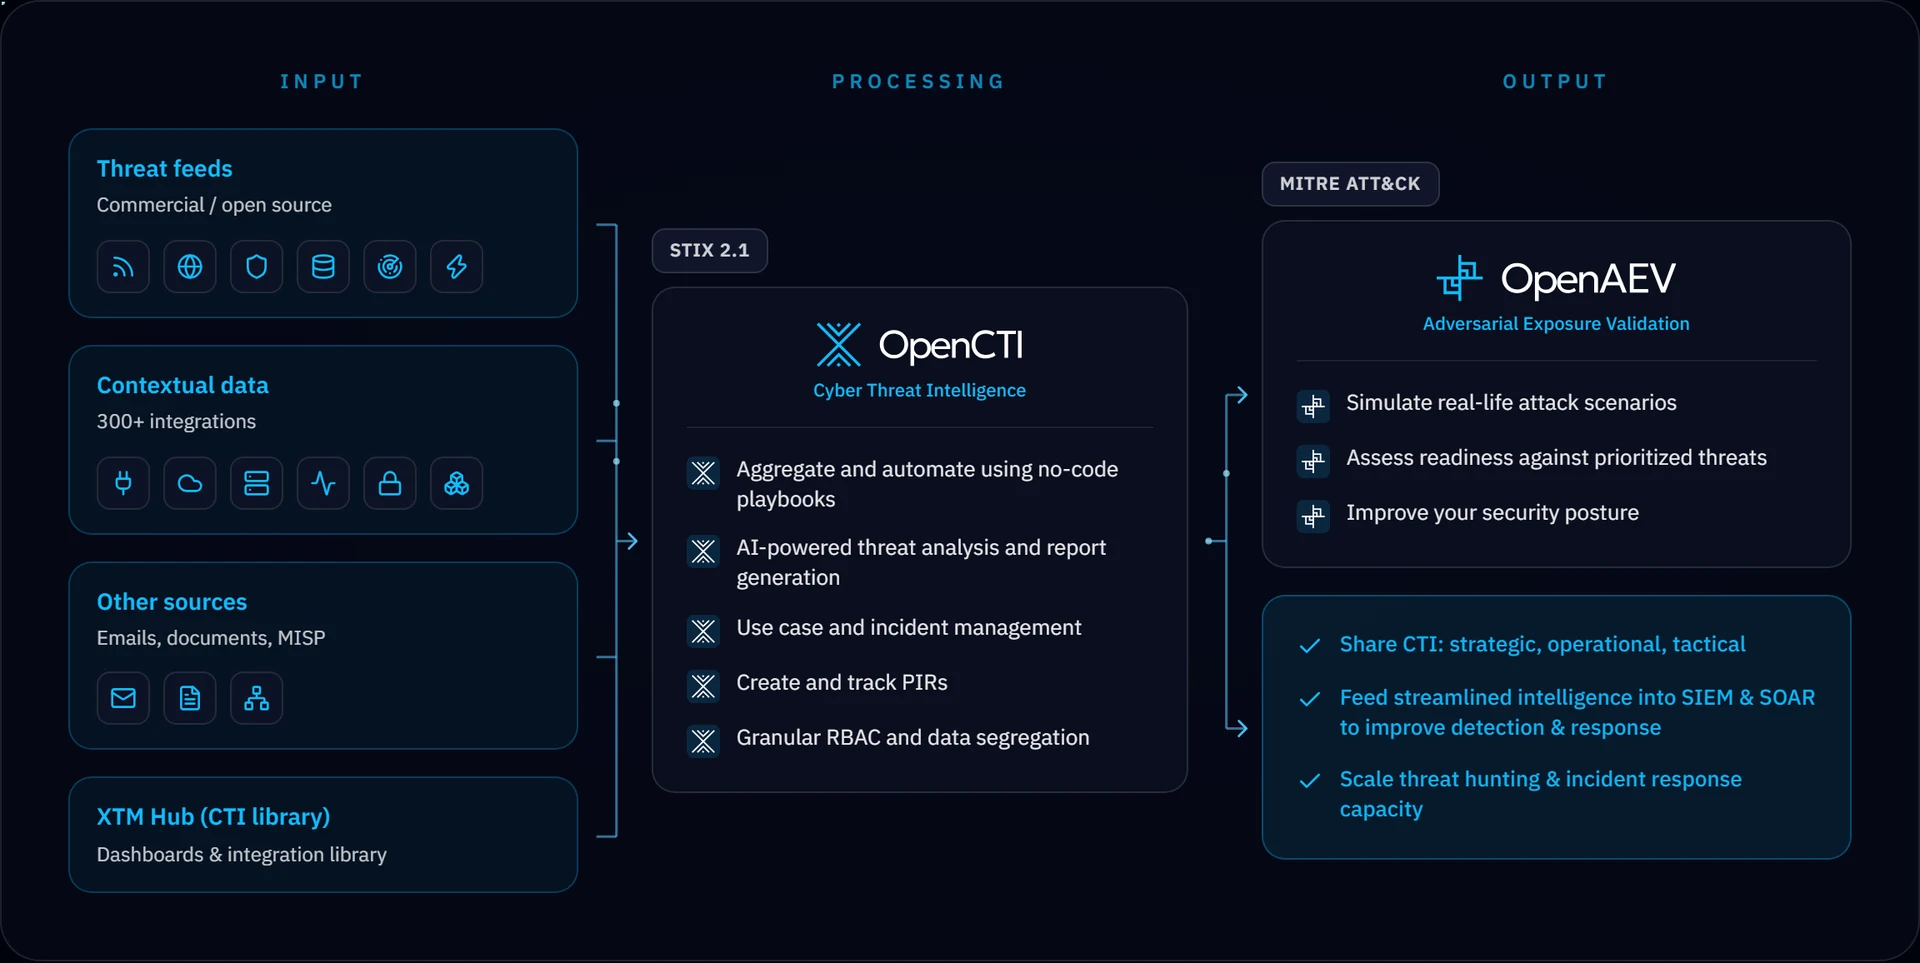 INPUT
Threat feeds
Commercial / open source
Contextual data
300+ integrations
Other sources
Emails, documents, MISP
XTM Hub (CTI library)
Dashboards & integration library
PROCESSING
STIX 2.1
OpenCTI
Cyber Threat Intelligence
Aggregate and automate using no-code
playbooks
AI-powered threat analysis and report
generation
Use case and incident management
Create and track PIRs
Granular RBAC and data segregation
OUTPUT
MITRE ATT&CK
OpenAEV
Adversarial Exposure Validation
Simulate real-life attack scenarios
Assess readiness against prioritized threats
Improve your security posture
Share CTI: strategic, operational, tactical
Feed streamlined intelligence into SIEM & SOAR
to improve detection & response
Scale threat hunting & incident response
capacity